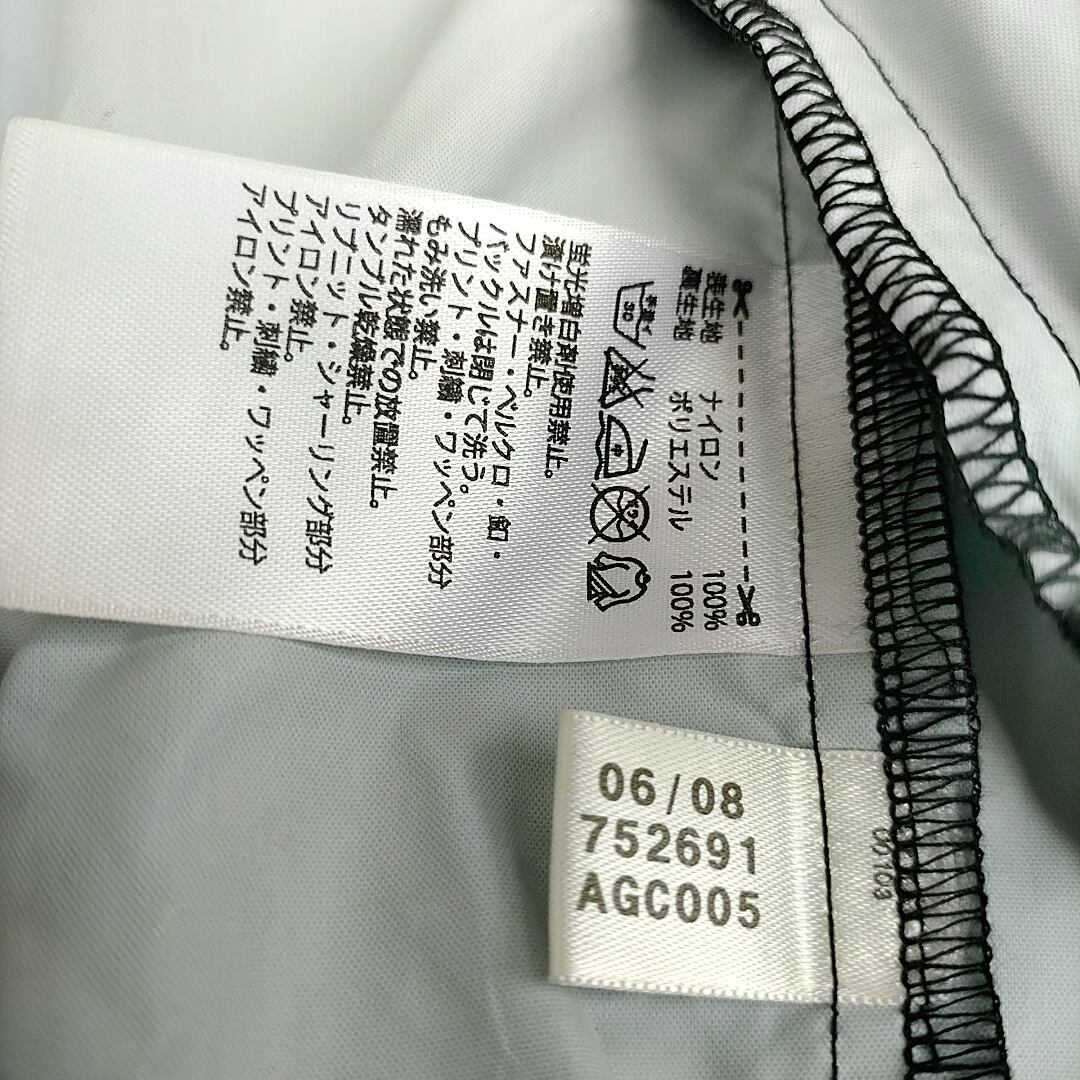 表生地 ナイロン 100%
裏生地 ポリエステル 100%
30
蛍光増白剤使用禁止。
漬け置き禁止。
ファスナー・ベルクロ・釦・
バックルは閉じて洗う。
プリント・刺繍・ワッペン部分
もみ洗い禁止。
濡れた状態での放置禁止。
タンブル乾燥禁止。
リブニット・シャーリング部分
アイロン禁止。
プリント・刺繍・ワッペン部分
アイロン禁止。
06/08
752691
AGC005